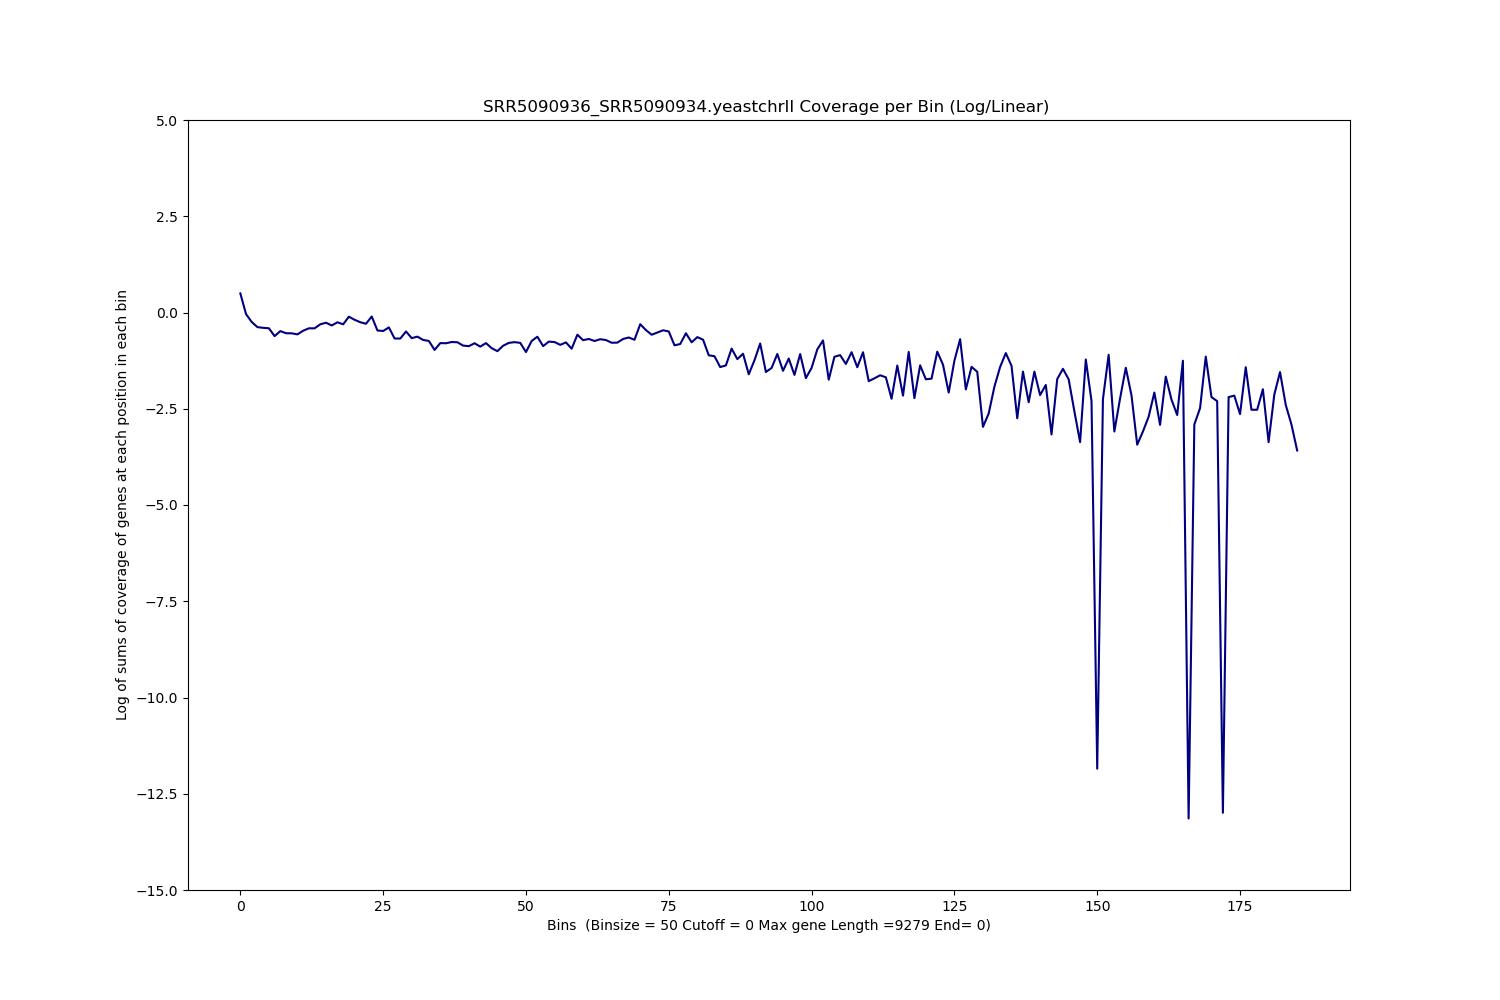 SRR5090936_SRR5090934.yeastchrII Coverage per Bin (Log/Linear)
5.0
2.5
0.0
−2.5
−5.0
−7.5
−10.0
−12.5
−15.0
Log of sums of coverage of genes at each position in each bin
0 25 50 75 100 125 150 175
Bins  (Binsize = 50 Cutoff = 0 Max gene Length =9279 End= 0)